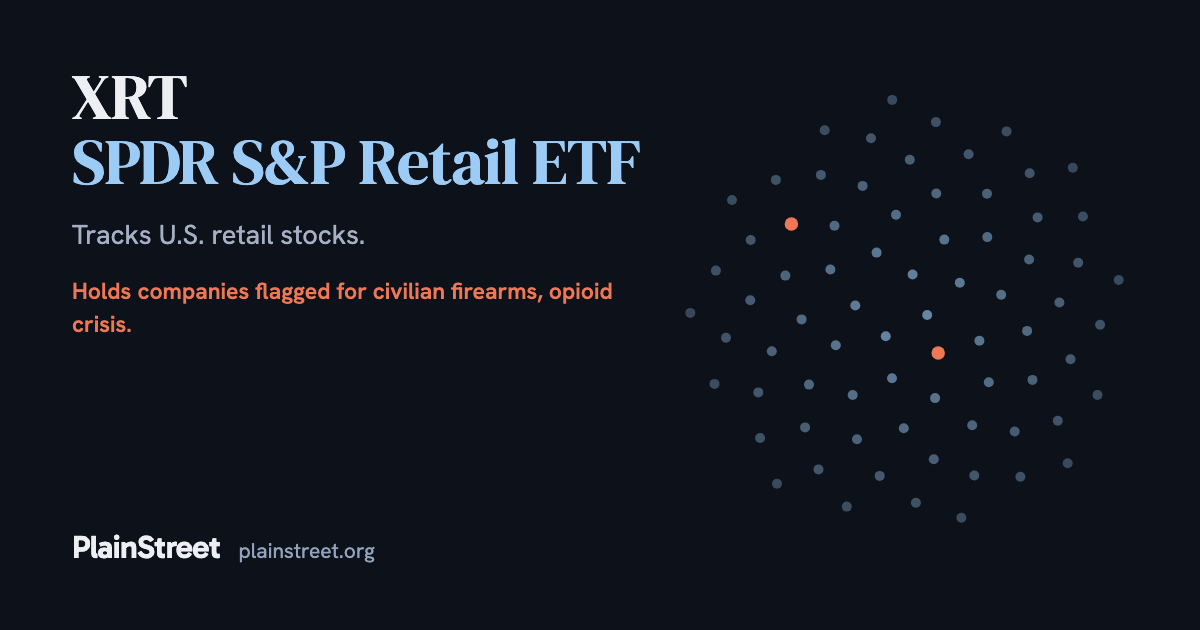 XRT
SPDR S&P Retail ETF
Tracks U.S. retail stocks.
Holds companies flagged for civilian firearms, opioid
crisis.
PlainStreet plainstreet.org